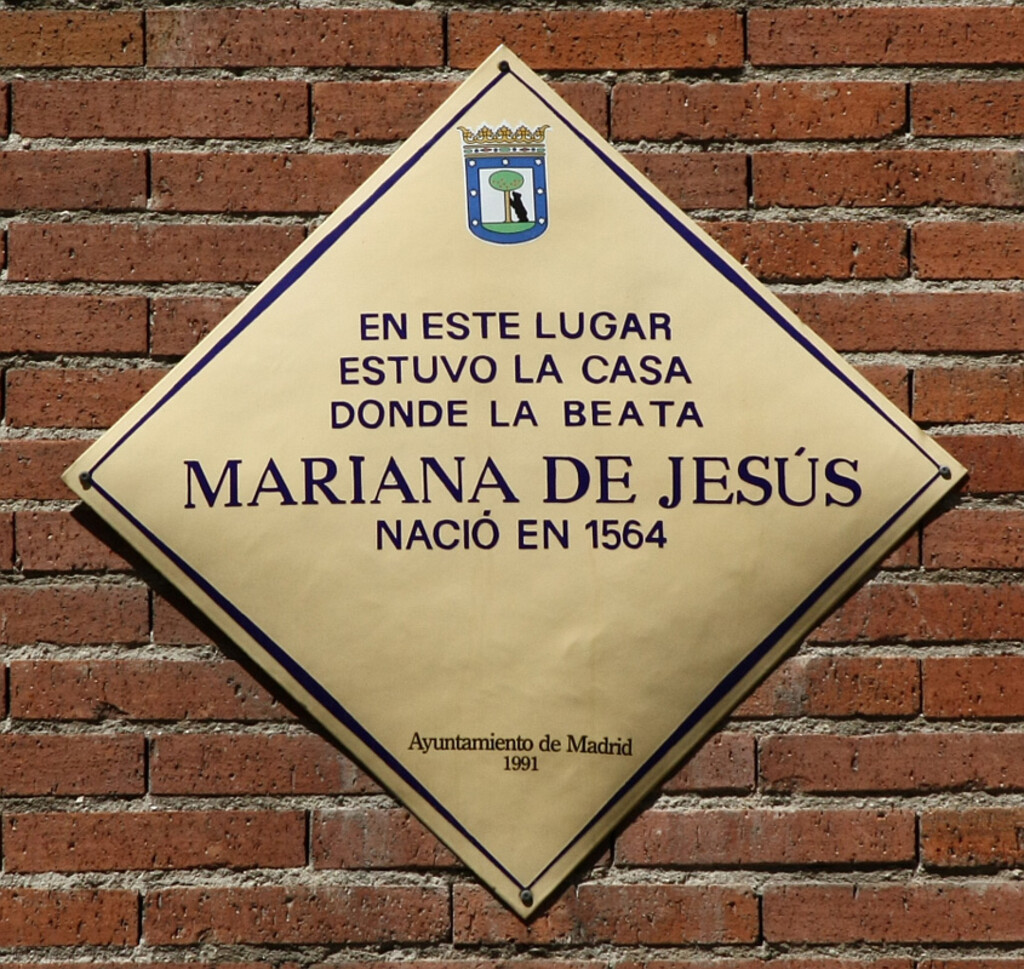 EN ESTE LUGAR
ESTUVO LA CASA
DONDE LA BEATA
MARIANA DE JESÚS
NACIÓ EN 1564
Ayuntamiento de Madrid
1991